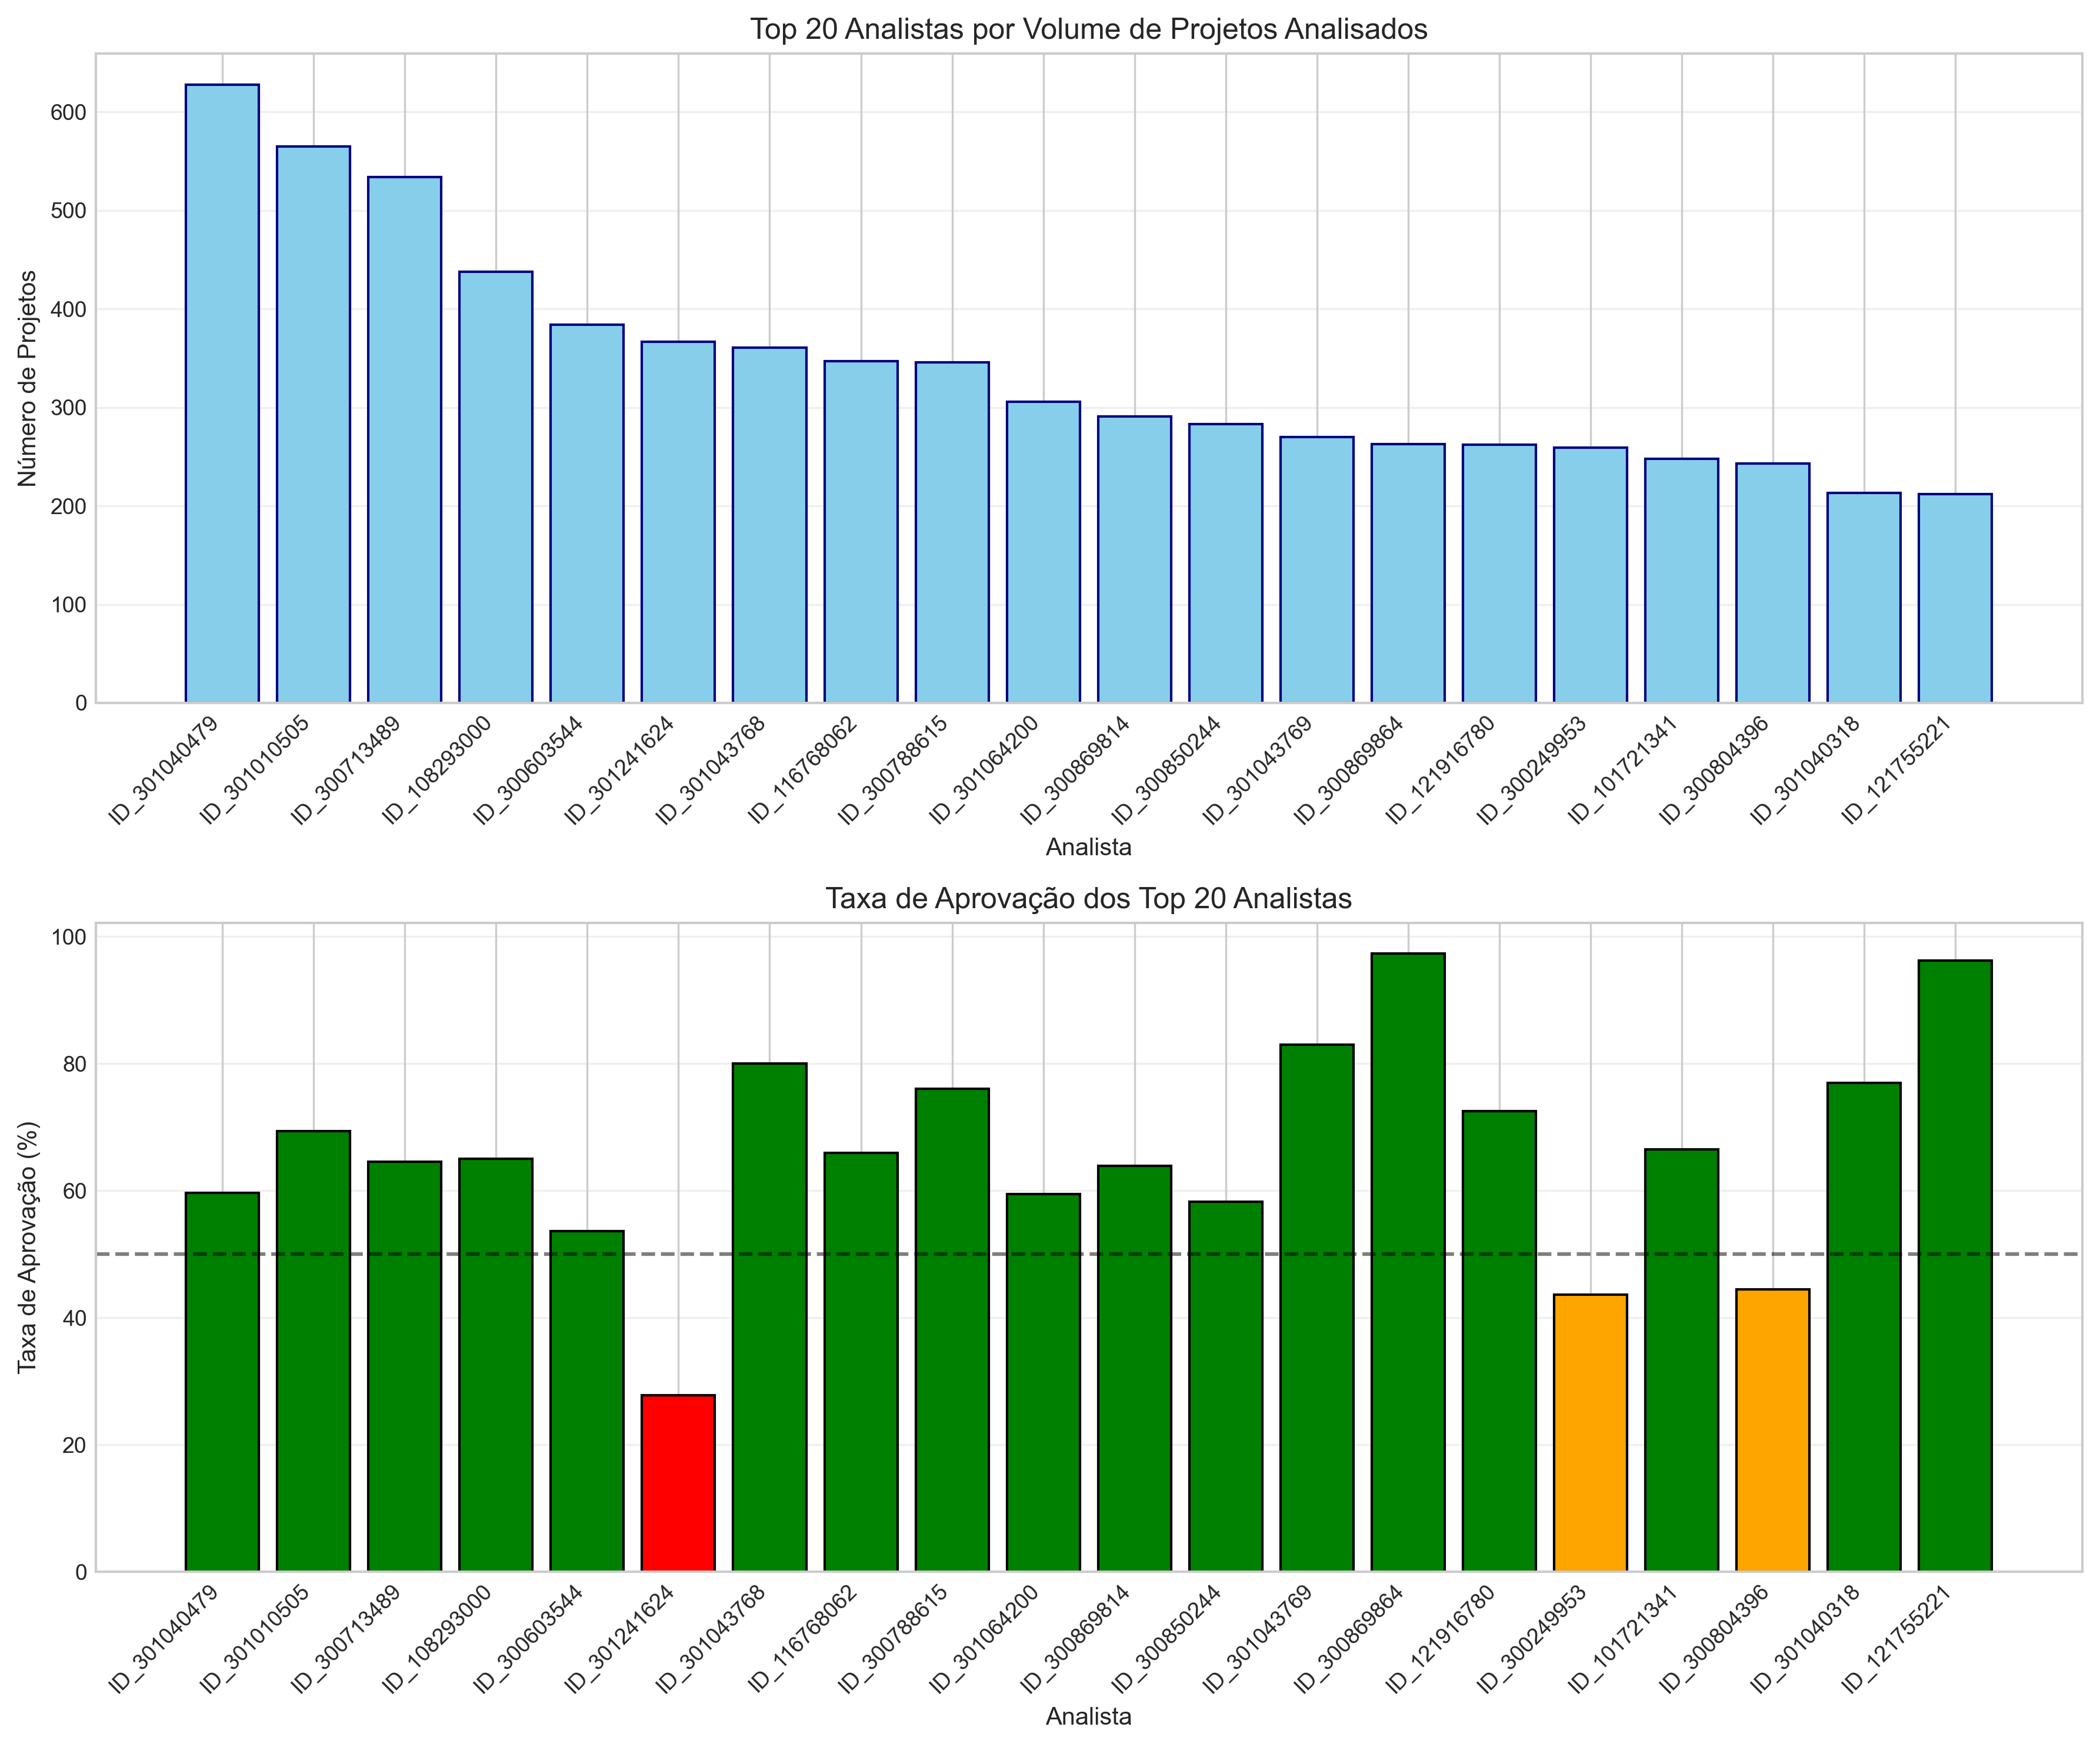 Top 20 Analistas por Volume de Projetos Analisados
Número de Projetos
600
500
400
300
200
100
0
ID_301040479
ID_301010505
ID_300713489
ID_108293000
ID_300603544
ID_301241624
ID_301043768
ID_116768062
ID_300788615
ID_301064200
ID_300869814
ID_300850244
ID_301043769
ID_300869864
ID_121916780
ID_300249953
ID_101721341
ID_300804396
ID_301040318
ID_121755221
Analista
Taxa de Aprovação dos Top 20 Analistas
Taxa de Aprovação (%)
100
80
60
40
20
0
ID_301040479
ID_301010505
ID_300713489
ID_108293000
ID_300603544
ID_301241624
ID_301043768
ID_116768062
ID_300788615
ID_301064200
ID_300869814
ID_300850244
ID_301043769
ID_300869864
ID_121916780
ID_300249953
ID_101721341
ID_300804396
ID_301040318
ID_121755221
Analista